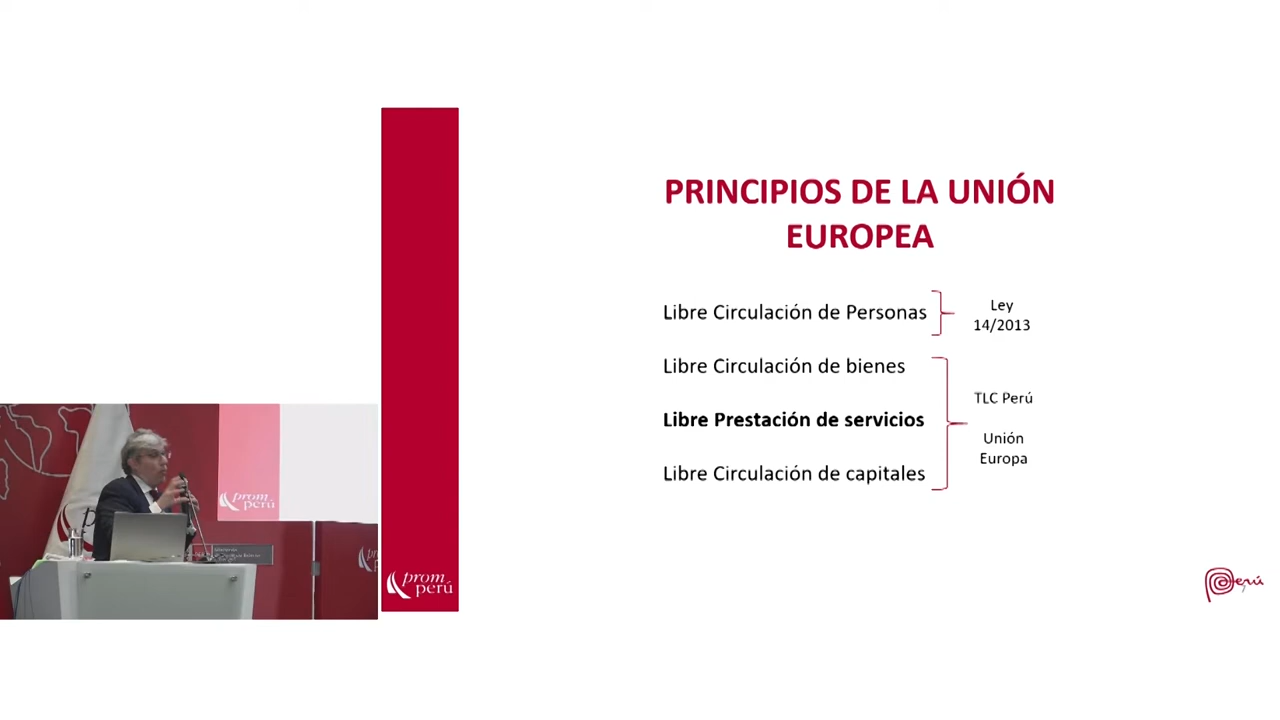 PRINCIPIOS DE LA UNIÓN
EUROPEA
Libre Circulación de Personas
Ley
14/2013
Libre Circulación de bienes
Libre Prestación de servicios
Libre Circulación de capitales
TLC Perú
Unión
Europa
prom
perú
prom
perú
Perú